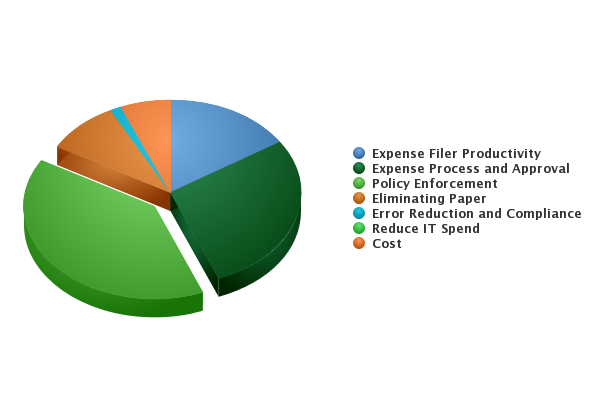 Expense Filer Productivity
Expense Process and Approval
Policy Enforcement
Eliminating Paper
Error Reduction and Compliance
Reduce IT Spend
Cost